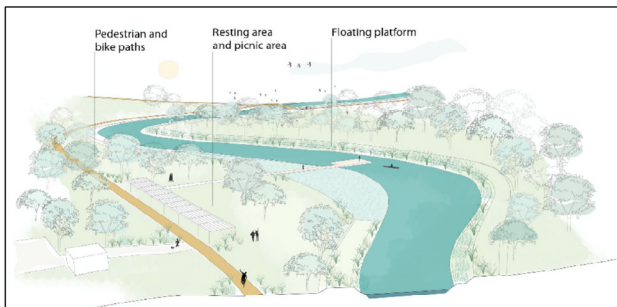 Pedestrian and
bike paths
Resting area
and picnic area
Floating platform